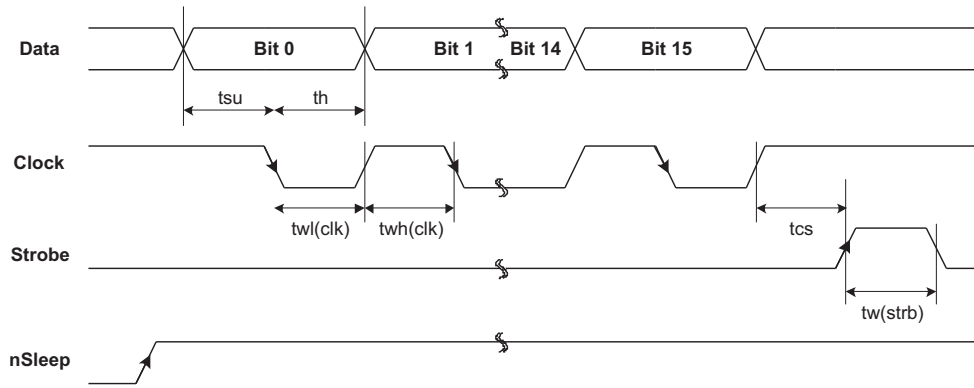 Data
Bit 0
Bit 1
Bit 14
Bit 15
tsu
th
Clock
twl(clk)
twh(clk)
tcs
Strobe
tw(strb)
nSleep